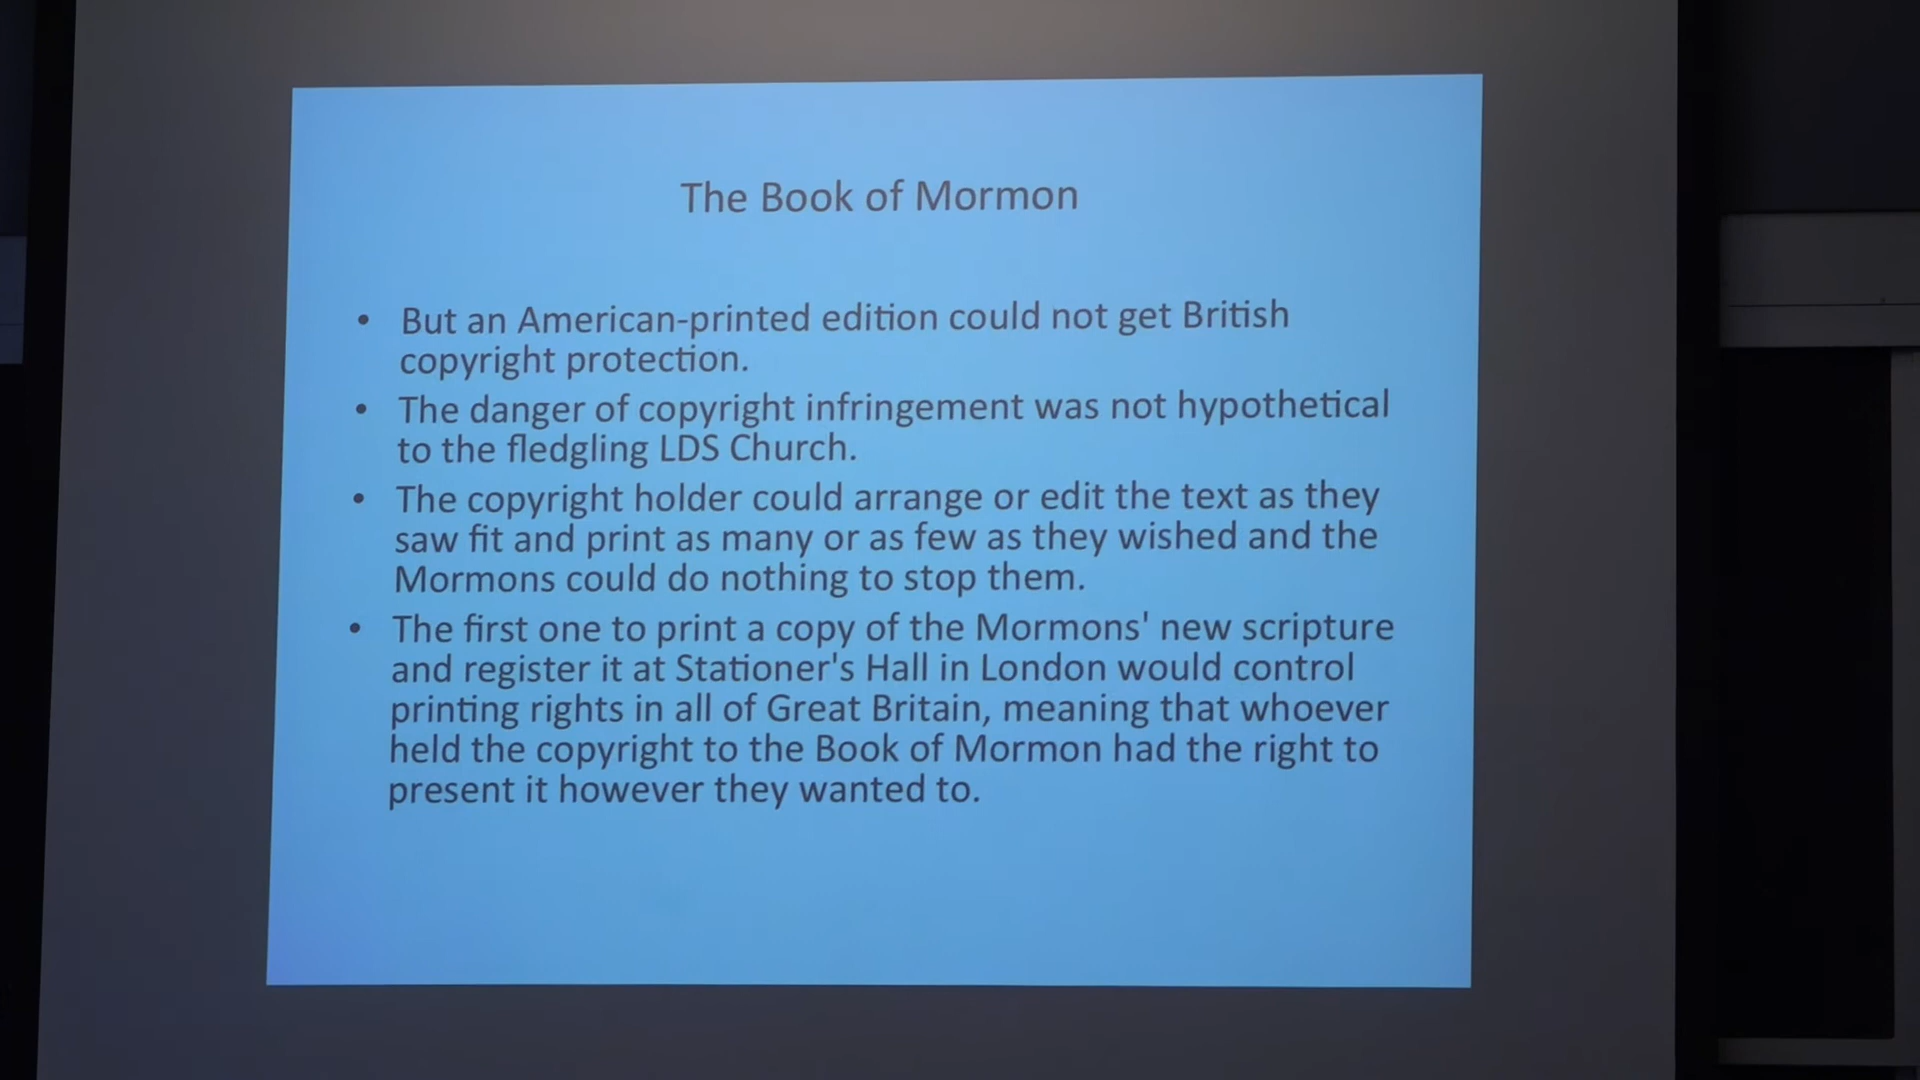 The Book of Mormon
• But an American-printed edition could not get British
copyright protection.
• The danger of copyright infringement was not hypothetical
to the fledgling LDS Church.
• The copyright holder could arrange or edit the text as they
saw fit and print as many or as few as they wished and the
Mormons could do nothing to stop them.
• The first one to print a copy of the Mormons' new scripture
and register it at Stationer's Hall in London would control
printing rights in all of Great Britain, meaning that whoever
held the copyright to the Book of Mormon had the right to
present it however they wanted to.